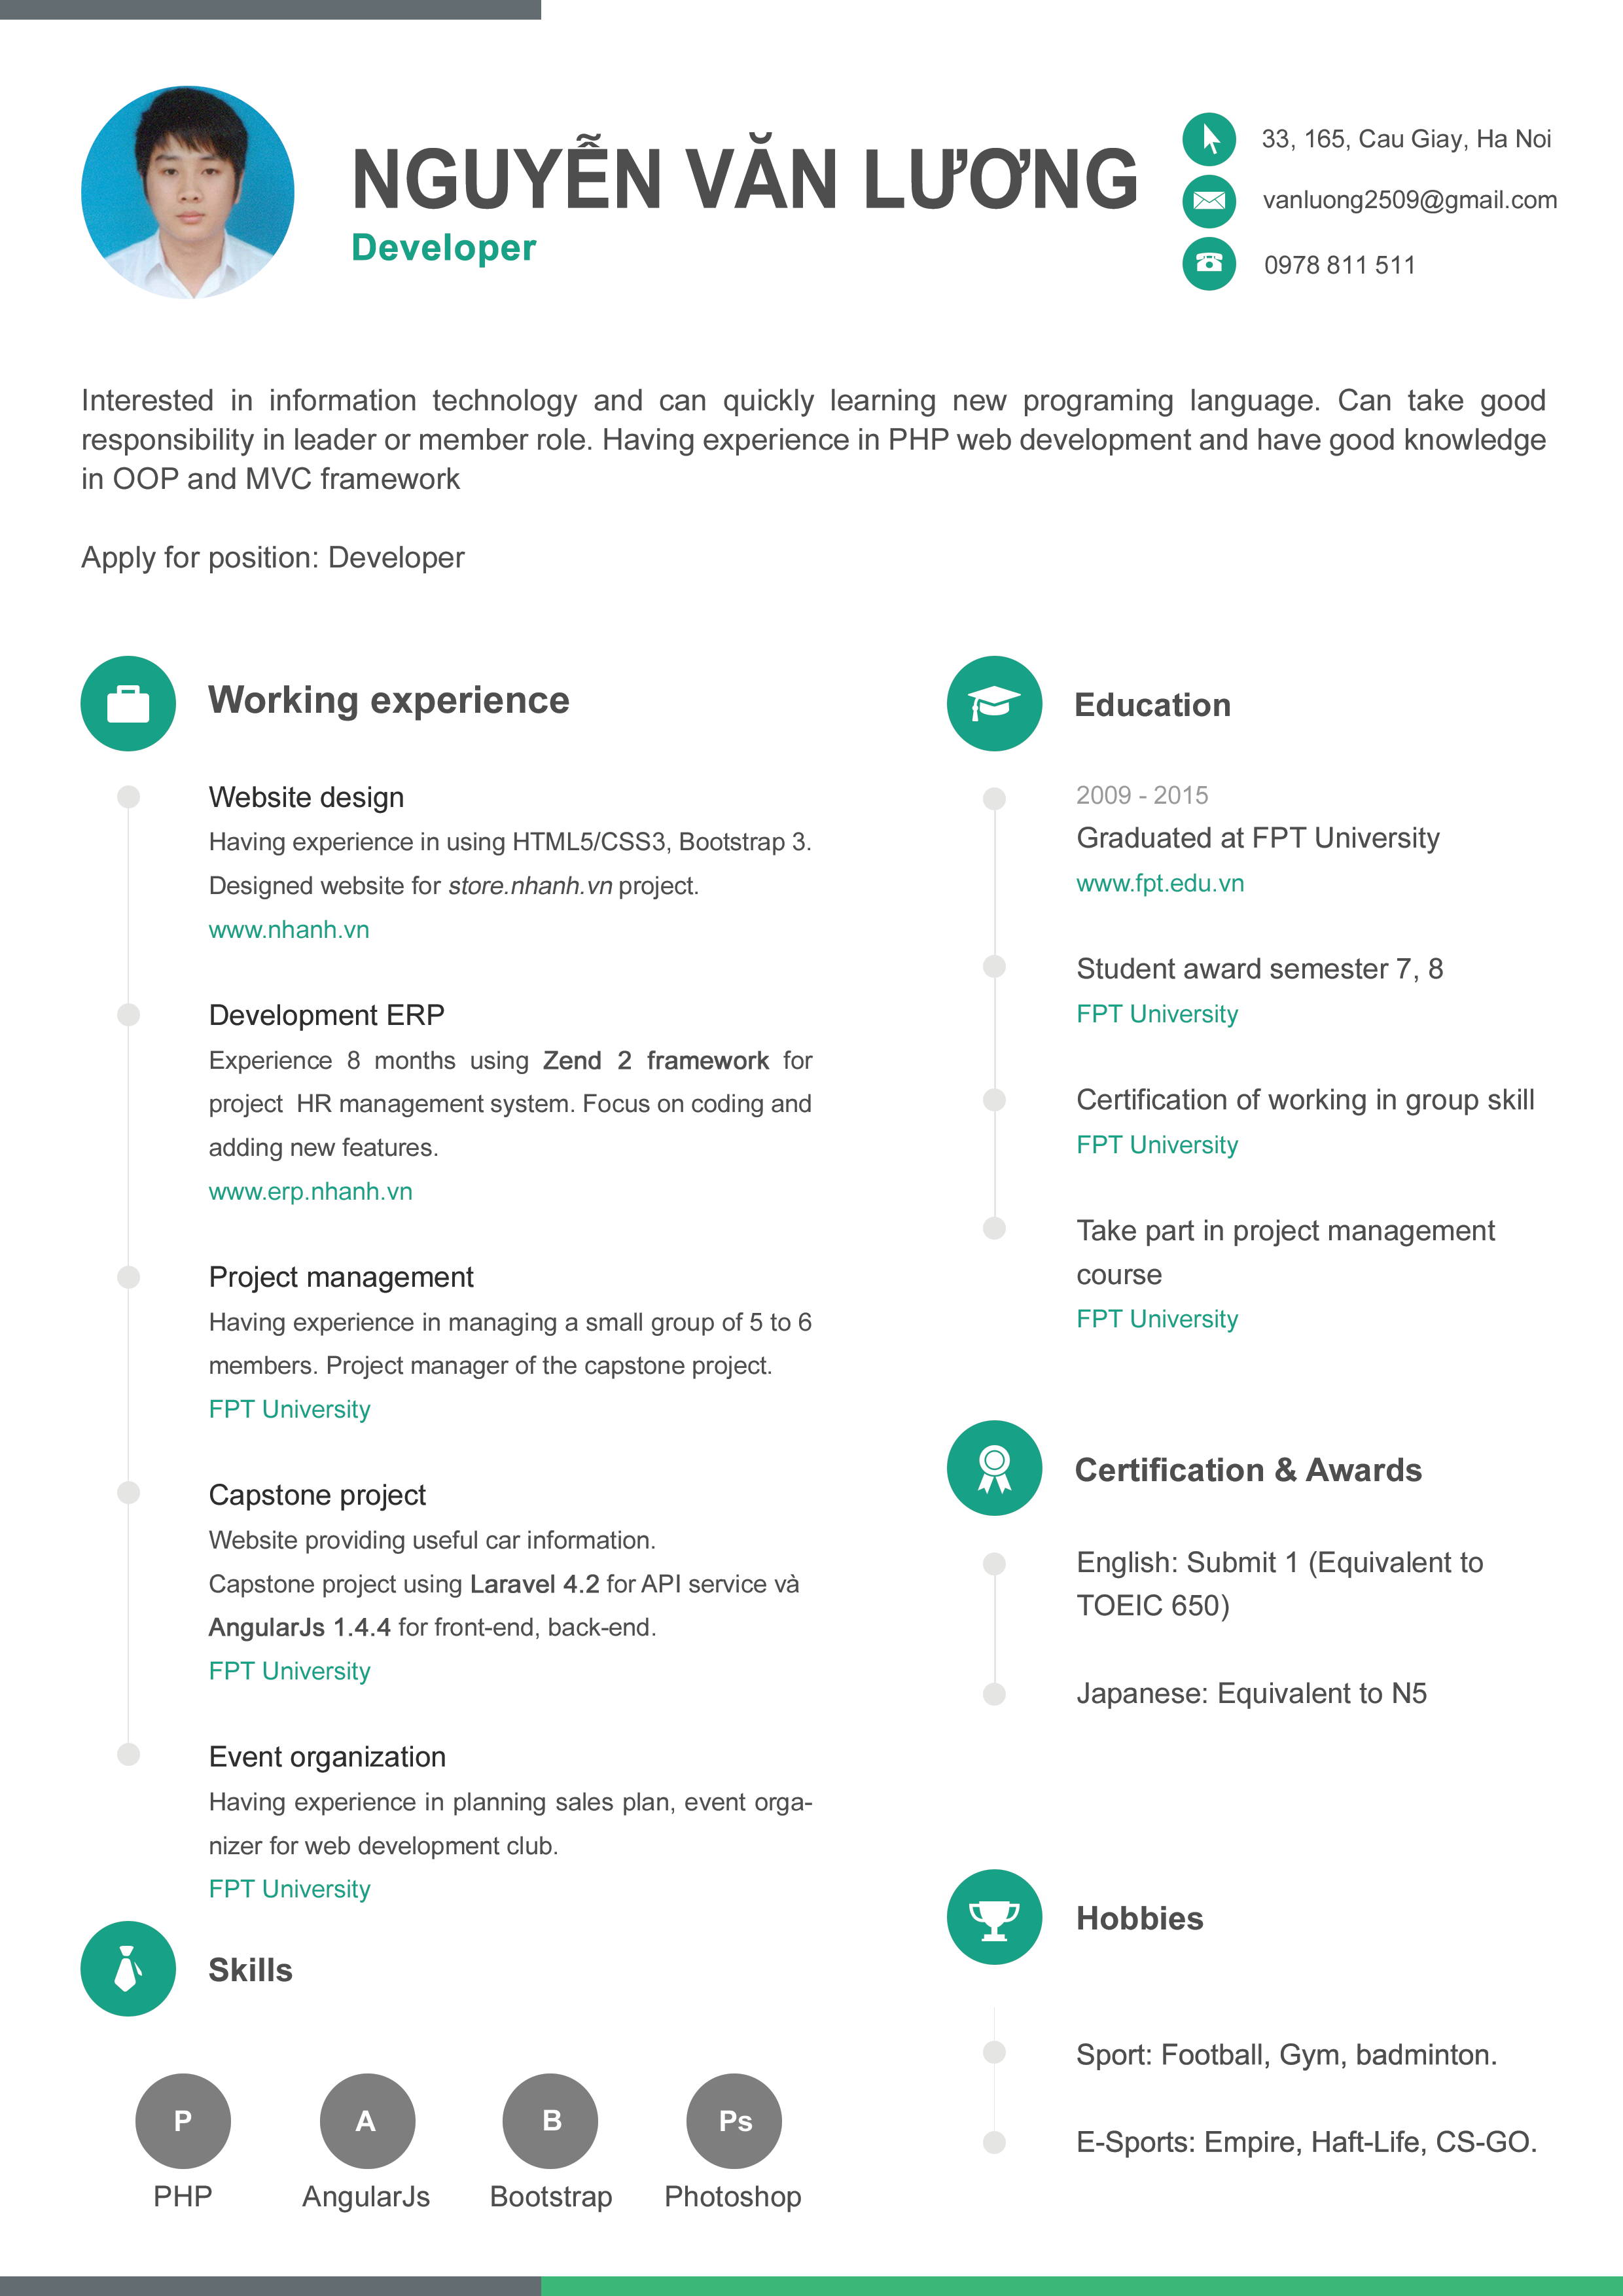 NGUYỄN VĂN LƯƠNG
Developer
33, 165, Cau Giay, Ha Noi
vanluong2509@gmail.com
0978 811 511
Interested in information technology and can quickly learning new programing language. Can take good
responsibility in leader or member role. Having experience in PHP web development and have good knowledge
in OOP and MVC framework
Apply for position: Developer
Working experience
Website design
Having experience in using HTML5/CSS3, Bootstrap 3.
Designed website for store.nhanh.vn project.
www.nhanh.vn
Development ERP
Experience 8 months using Zend 2 framework for
project HR management system. Focus on coding and
adding new features.
www.erp.nhanh.vn
Project management
Having experience in managing a small group of 5 to 6
members. Project manager of the capstone project.
FPT University
Capstone project
Website providing useful car information.
Capstone project using Laravel 4.2 for API service và
AngularJs 1.4.4 for front-end, back-end.
FPT University
Event organization
Having experience in planning sales plan, event orga-
nizer for web development club.
FPT University
Skills
P
A
B
Ps
PHP
AngularJs
Bootstrap
Photoshop
Education
2009 - 2015
Graduated at FPT University
www.fpt.edu.vn
Student award semester 7, 8
FPT University
Certification of working in group skill
FPT University
Take part in project management
course
FPT University
Certification & Awards
English: Submit 1 (Equivalent to
TOEIC 650)
Japanese: Equivalent to N5
Hobbies
Sport: Football, Gym, badminton.
E-Sports: Empire, Haft-Life, CS-GO.